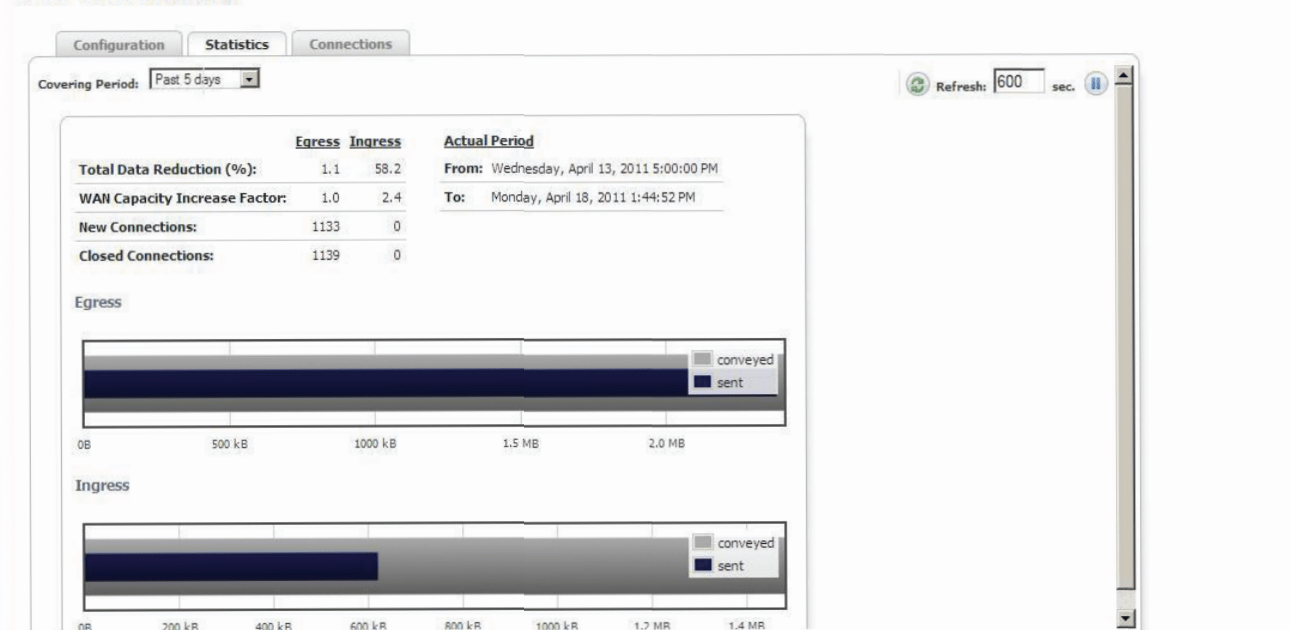 Configuration Statistics Connections
Covering Period: Past 5 days Refresh: 600 sec.
Egress Ingress Actual Period
Total Data Reduction (%): 1.1 58.2 From: Wednesday, April 13, 2011 5:00:00 PM
WAN Capacity Increase Factor: 1.0 2.4 To: Monday, April 18, 2011 1:44:52 PM
New Connections: 1133 0
Closed Connections: 1139 0
Egress
conveyed
sent
0B 500 kB 1000 kB 1.5 MB 2.0 MB
Ingress
conveyed
sent
0B 200 kB 400 kB 600 kB 800 kB 1000 kB 1.2 MB 1.4 MB